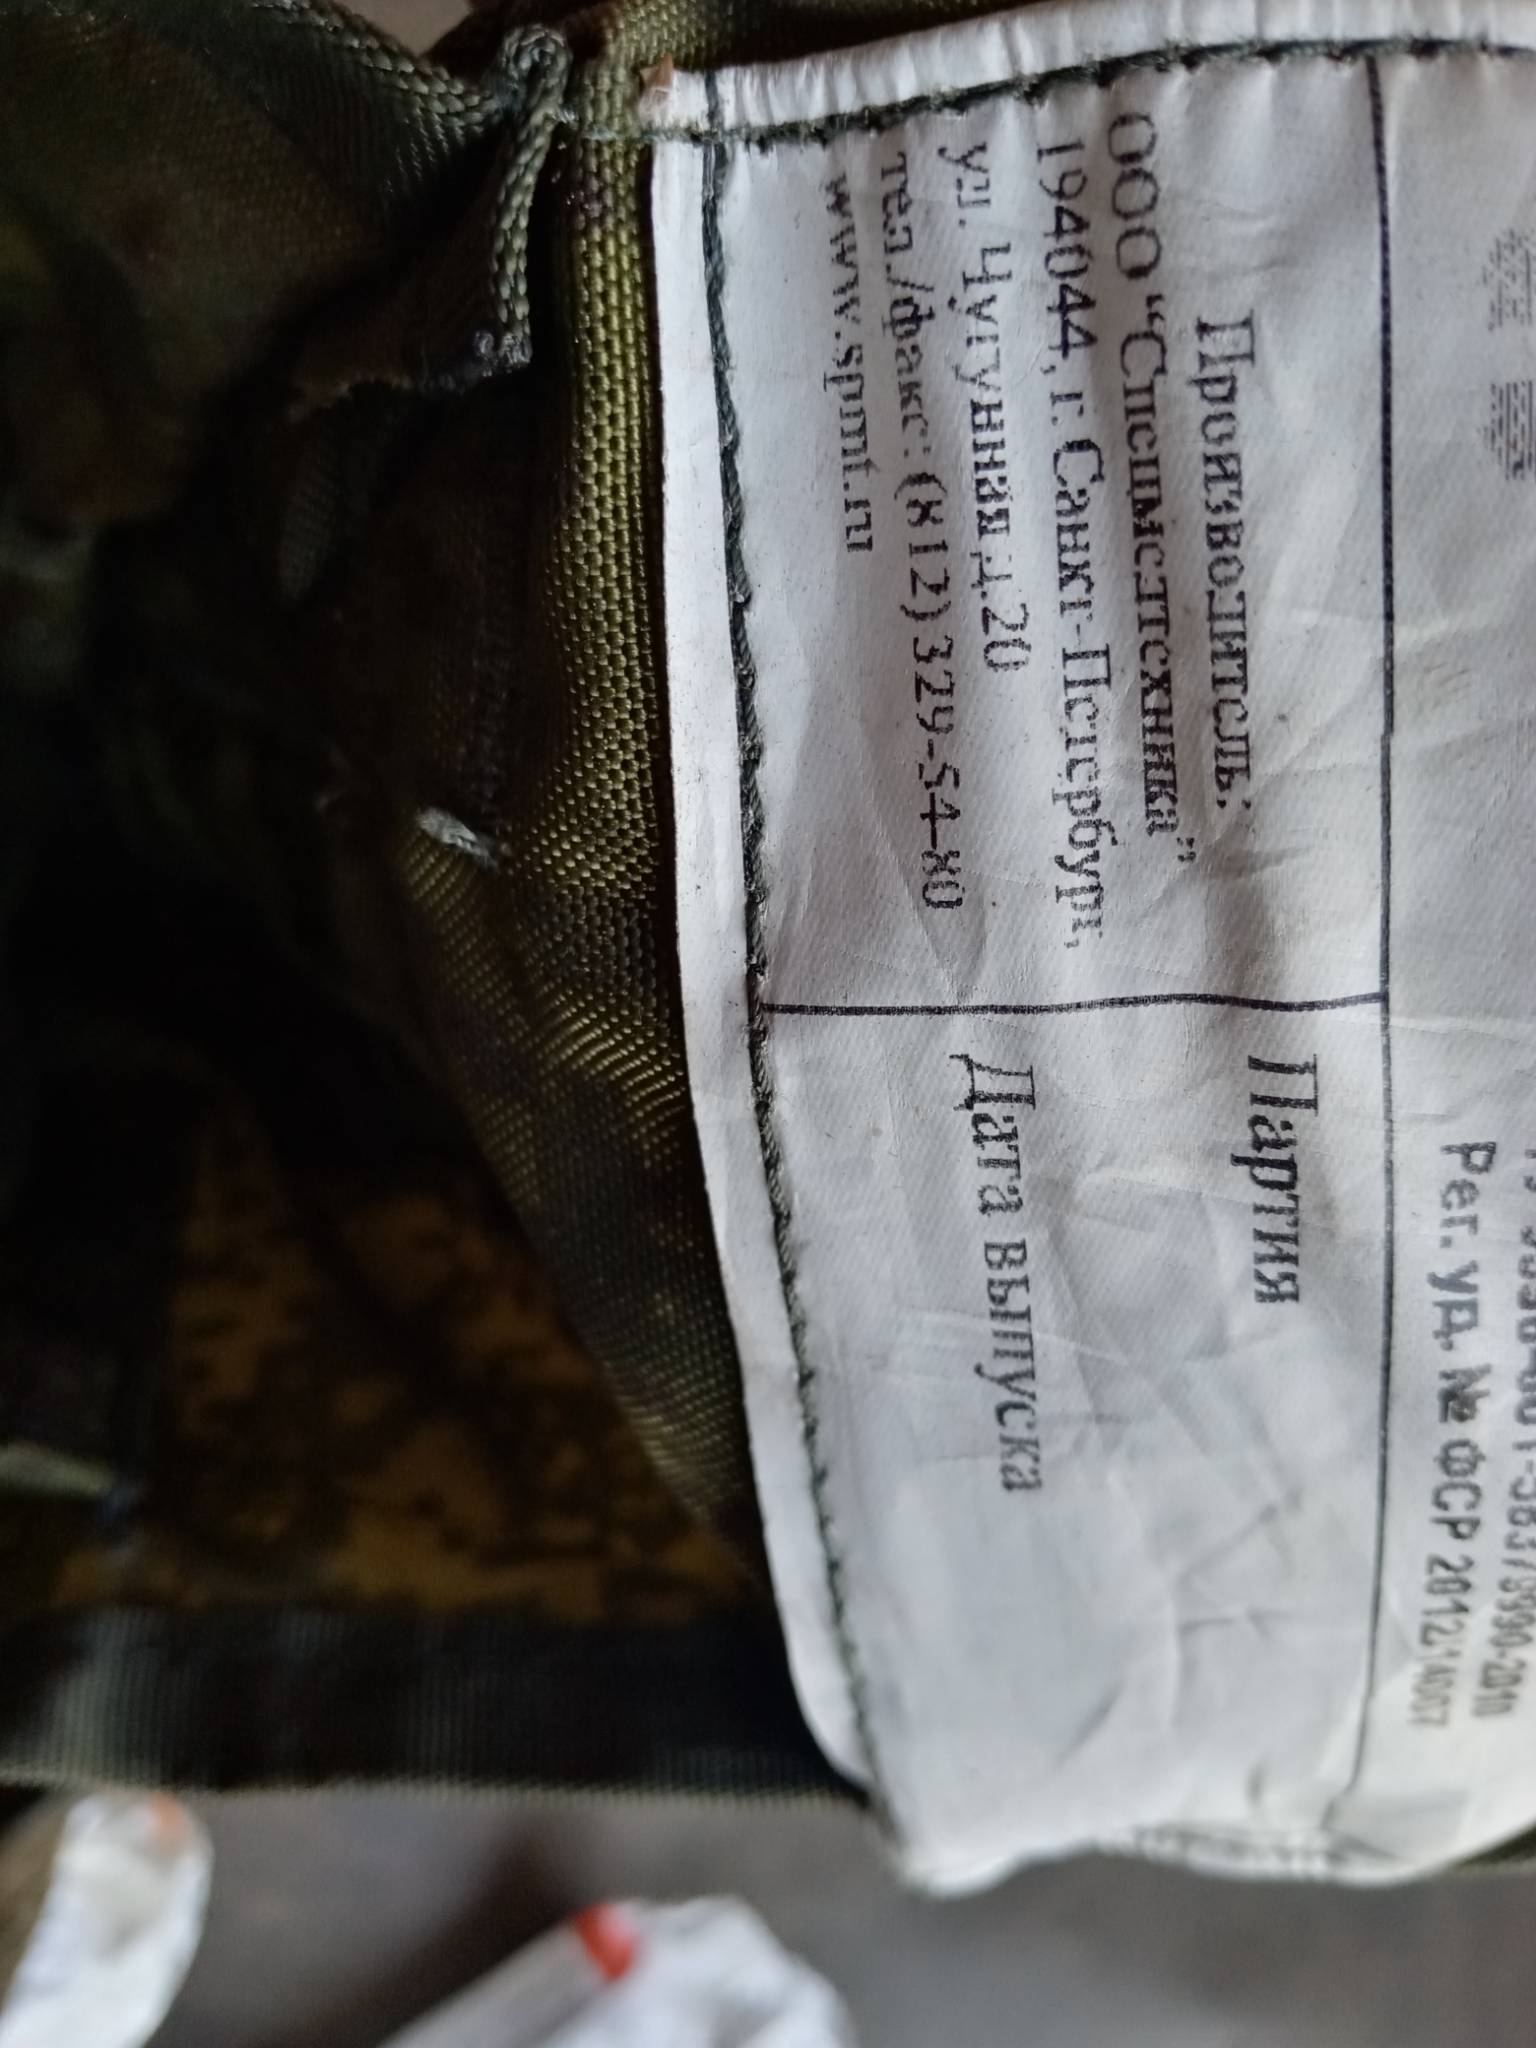 Рег. уд. № ФСР 2012\14007
Производитель:
ООО “Спецмедтехника”
194044, г. Санкт-Петербург,
ул. Чугунная д.20
тел./факс: (812) 329-54-80
www.spmt.ru
Партия
Дата выпуска